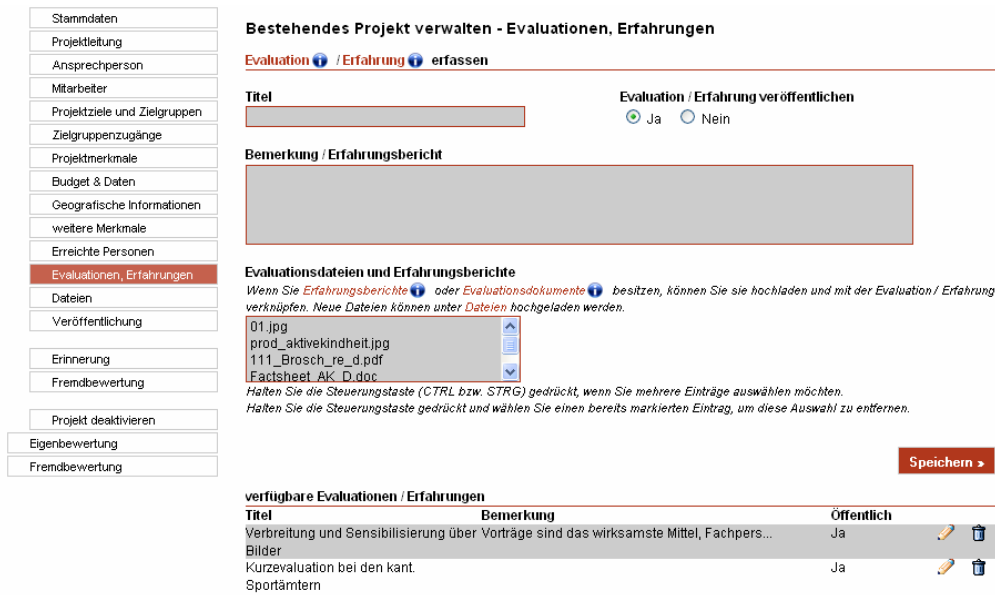 Stammdaten
Projektleitung
Ansprechperson
Mitarbeiter
Projektziele und Zielgruppen
Zielgruppenzugänge
Projektmerkmale
Budget & Daten
Geografische Informationen
weitere Merkmale
Erreichte Personen
Evaluationen, Erfahrungen
Dateien
Veröffentlichung
Erinnerung
Fremdbewertung
Projekt deaktivieren
Eigenbewertung
Fremdbewertung
Bestehendes Projekt verwalten - Evaluationen, Erfahrungen
Evaluation / Erfahrung erfassen
Titel
Evaluation / Erfahrung veröffentlichen
Ja Nein
Bemerkung / Erfahrungsbericht
Evaluationsdateien und Erfahrungsberichte
Wenn Sie Erfahrungsberichte oder Evaluationsdokumente besitzen, können Sie sie hochladen und mit der Evaluation / Erfahrung
verknüpfen. Neue Dateien können unter Dateien hochgeladen werden.
01.jpg
prod_aktivekindheit.jpg
111_Brosch_re_d.pdf
Factsheet_AK_D.doc
Halten Sie die Steuerungstaste (CTRL bzw. STRG) gedrückt, wenn Sie mehrere Einträge auswählen möchten.
Halten Sie die Steuerungstaste gedrückt und wählen Sie einen bereits markierten Eintrag, um diese Auswahl zu entfernen.
Speichern »
verfügbare Evaluationen / Erfahrungen
Titel Bemerkung Öffentlich
Verbreitung und Sensibilisierung über Vorträge sind das wirksamste Mittel, Fachpers... Ja
Bilder
Kurzevaluation bei den kant. Ja
Sportämtern